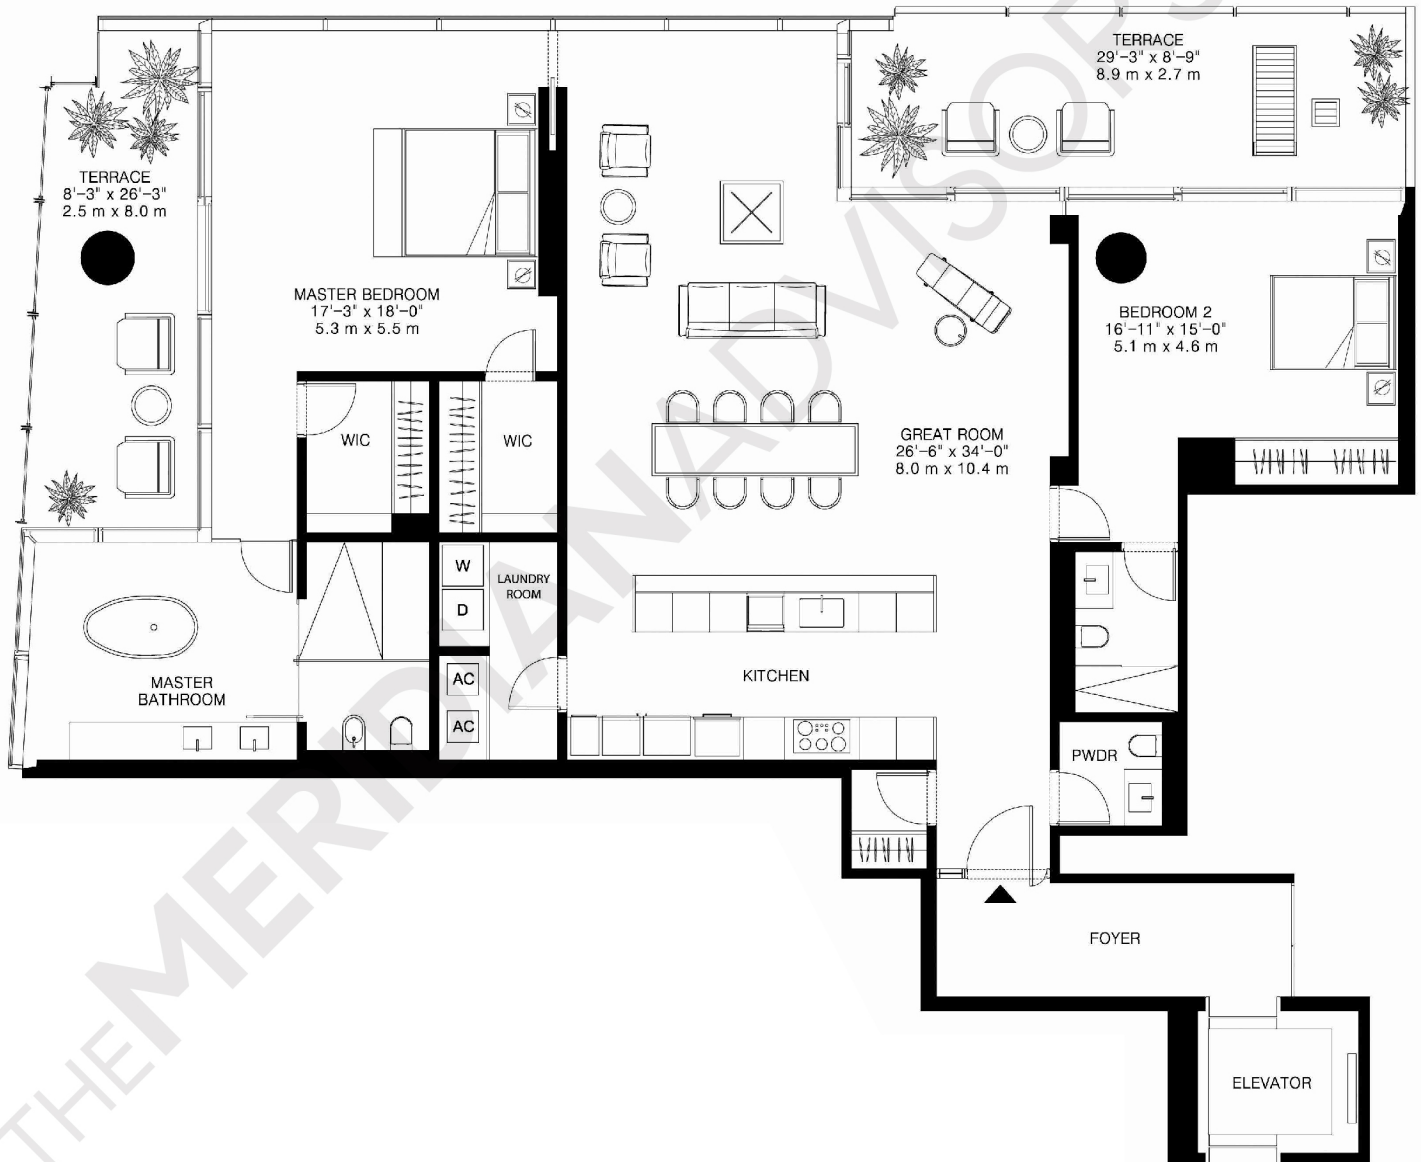 TERRACE
29'-3" x 8'-9"
8.9 m x 2.7 m
TERRACE
8'-3" x 26'-3"
2.5 m x 8.0 m
MASTER BEDROOM
17'-3" x 18'-0"
5.3 m x 5.5 m
BEDROOM 2
16'-11" x 15'-0"
5.1 m x 4.6 m
WIC
WIC
GREAT ROOM
26'-6" x 34'-0"
8.0 m x 10.4 m
W
D
LAUNDRY
ROOM
MASTER
BATHROOM
AC
AC
KITCHEN
PWDR
FOYER
ELEVATOR
THEMERIDIANADVISORS